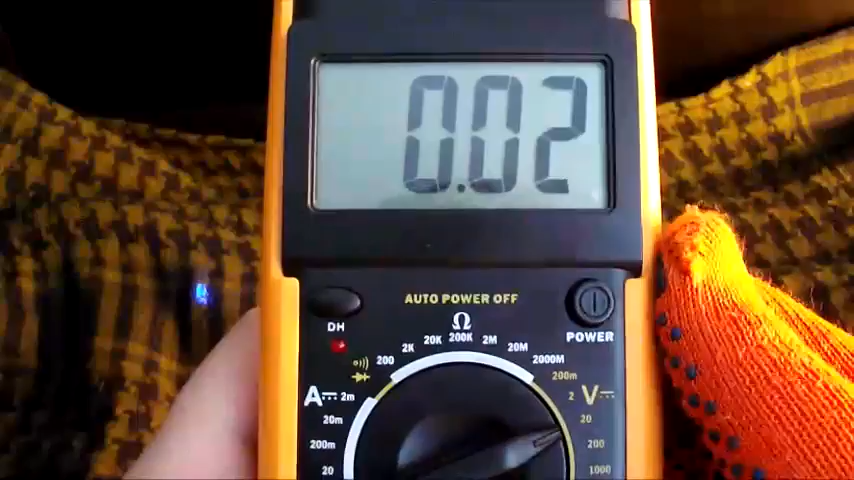 0.02
AUTO POWER OFF
DH
POWER
Ω
200 2K 20K 200K 2M 20M 2000M
A 2m 20m 200m 20
V 200m 2 20 200 1000